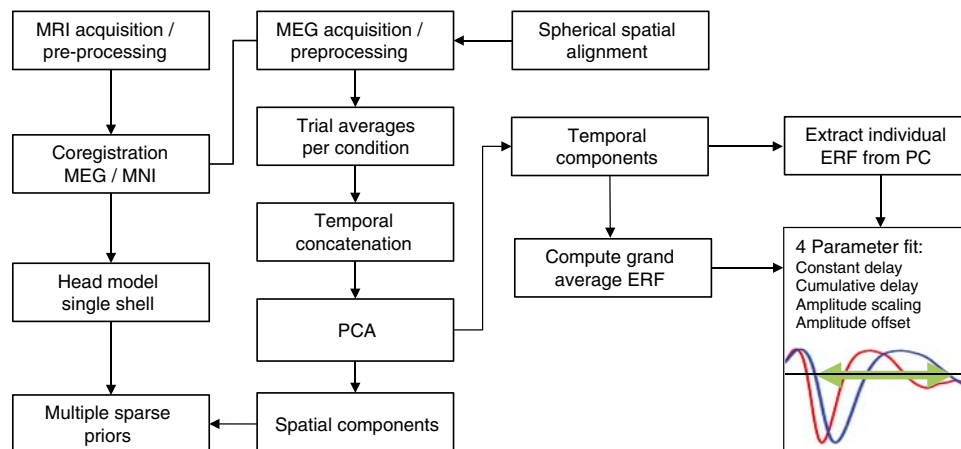 MRI acquisition /
pre-processing
MEG acquisition /
preprocessing
Spherical spatial
alignment
Coregistration
MEG / MNI
Trial averages
per condition
Temporal
components
Extract individual
ERF from PC
Temporal
concatenation
Head model
single shell
Compute grand
average ERF
4 Parameter fit:
Constant delay
Cumulative delay
Amplitude scaling
Amplitude offset
PCA
Multiple sparse
priors
Spatial components